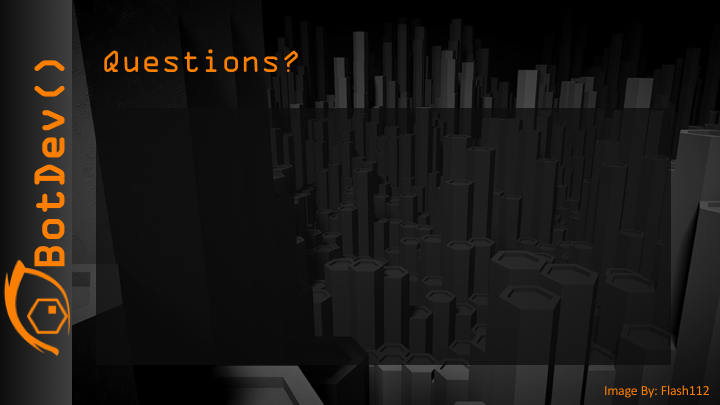 Questions?
BotDev()
Image By: Flash112